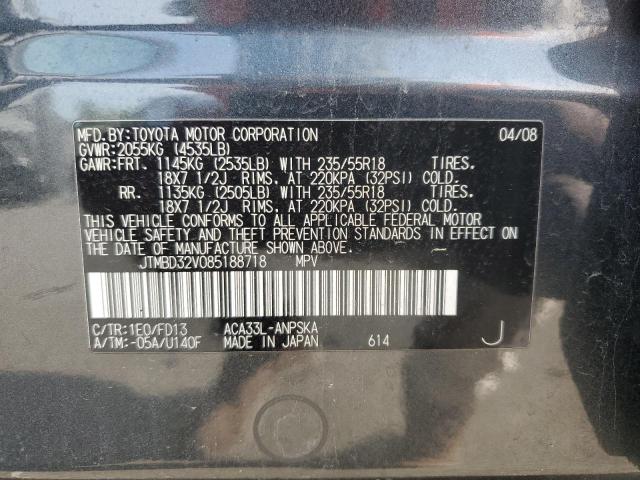 MFD.BY:TOYOTA MOTOR CORPORATION 04/08
GVWR:2055KG (4535LB)
GAWR:FRT. 1145KG (2535LB) WITH 235/55R18 TIRES.
18X7 1/2J RIMS. AT 220KPA (32PSI) COLD.
RR. 1135KG (2505LB) WITH 235/55R18 TIRES.
18X7 1/2J RIMS. AT 220KPA (32PSI) COLD.
THIS VEHICLE CONFORMS TO ALL APPLICABLE FEDERAL MOTOR
VEHICLE SAFETY AND THEFT PREVENTION STANDARDS IN EFFECT ON
THE DATE OF MANUFACTURE SHOWN ABOVE.
JTMBD32V085188718 MPV
C/TR:1E0/FD13 ACA33L-ANPSKA
A/TM:-05A/U140F MADE IN JAPAN 614 J